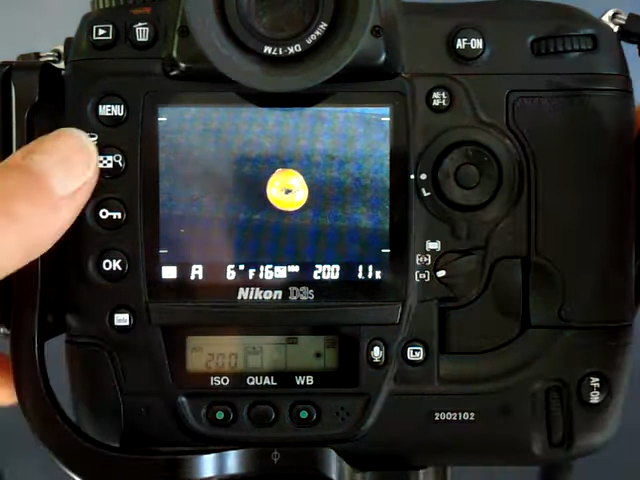 Nikon DK-17M
AF-ON
MENU
AE-L
AF-L
L
OK
A 6" F16 200 1.1K
Nikon D3s
200
Lv
ISO QUAL WB
AF-ON
2002102